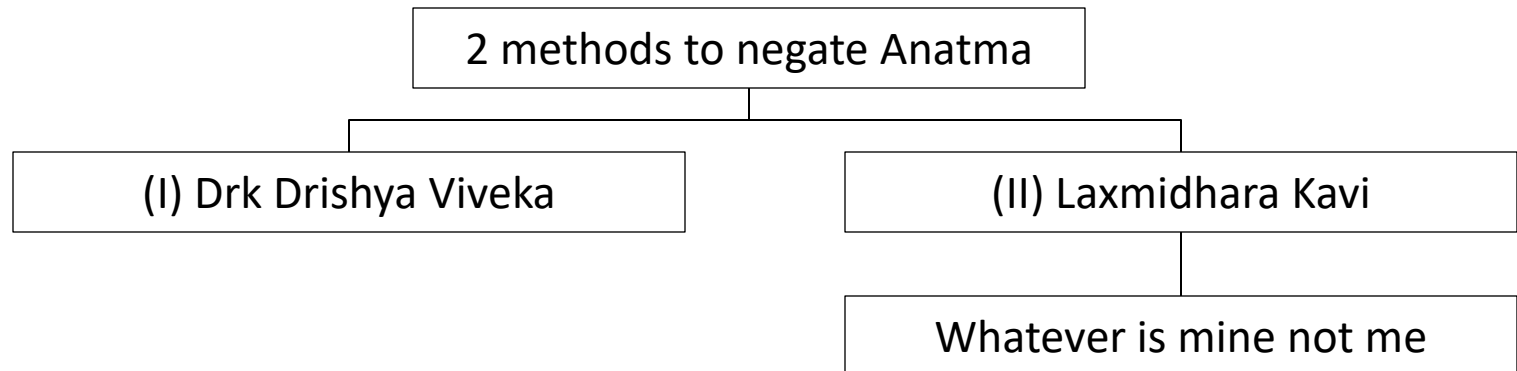 2 methods to negate Anatma
(I) Drk Drishya Viveka
(II) Laxmidhara Kavi
Whatever is mine not me